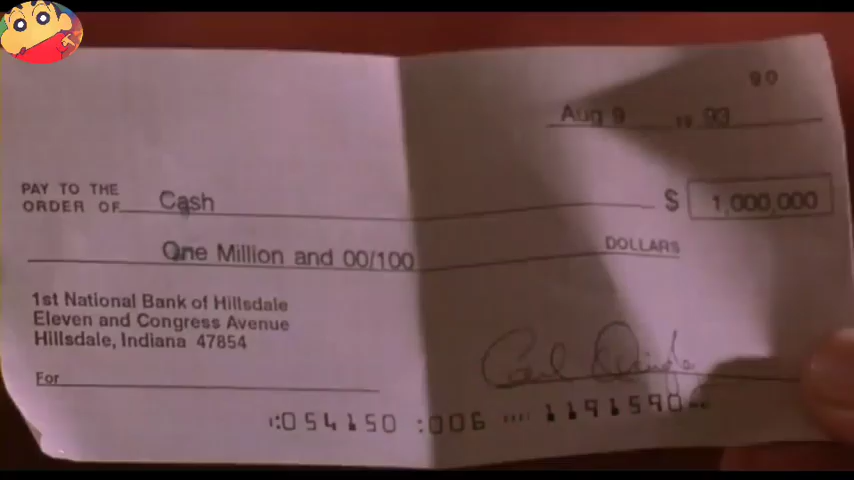 90
Aug 9 19 93
PAY TO THE
ORDER OF Cash $ 1,000,000
One Million and 00/100 DOLLARS
1st National Bank of Hillsdale
Eleven and Congress Avenue
Hillsdale, Indiana 47854
For
054150 006 1191590